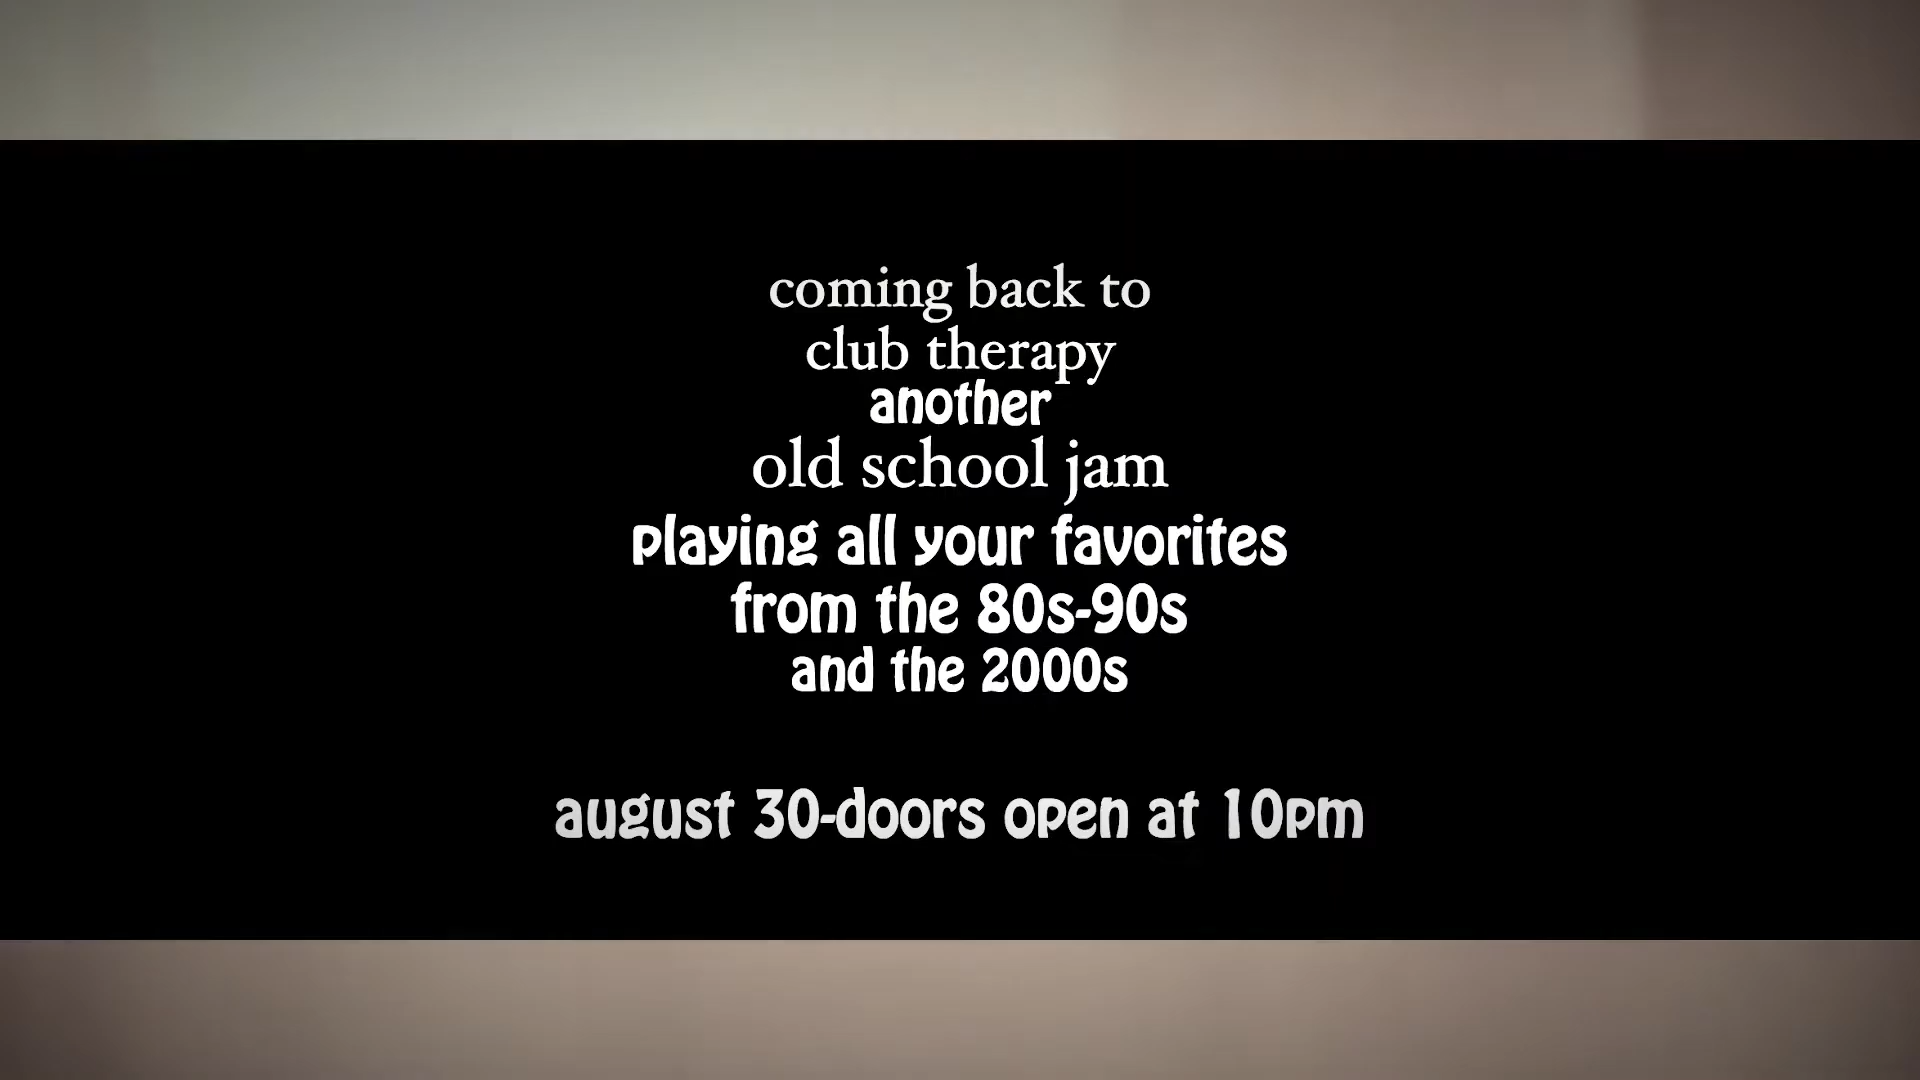 coming back to
club therapy
another
old school jam
playing all your favorites
from the 80s-90s
and the 2000s
august 30-doors open at 10pm